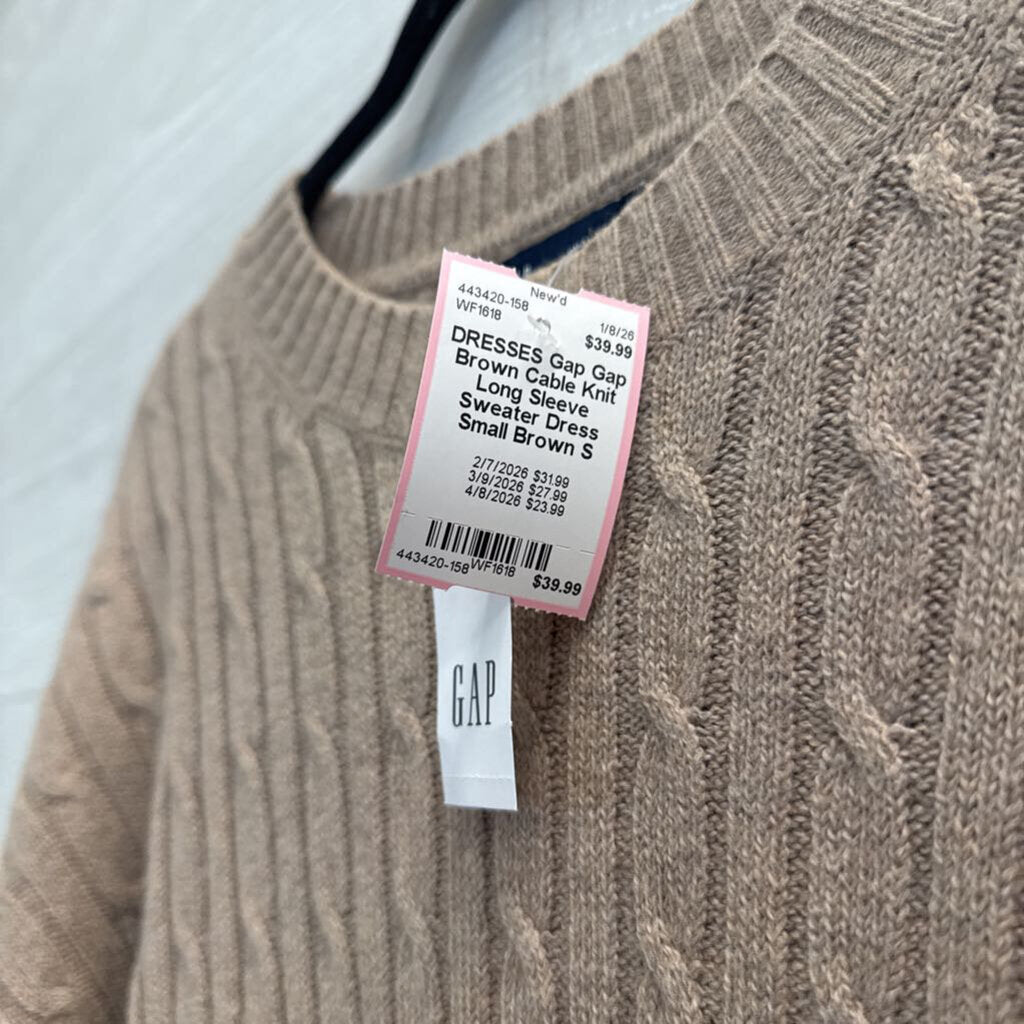 New'd
443420-158
WF1618
1/8/26
$39.99
DRESSES Gap Gap
Brown Cable Knit
Long Sleeve
Sweater Dress
Small Brown S
2/7/2026 $31.99
3/9/2026 $27.99
4/8/2026 $23.99
443420-158 WF1618 $39.99
GAP